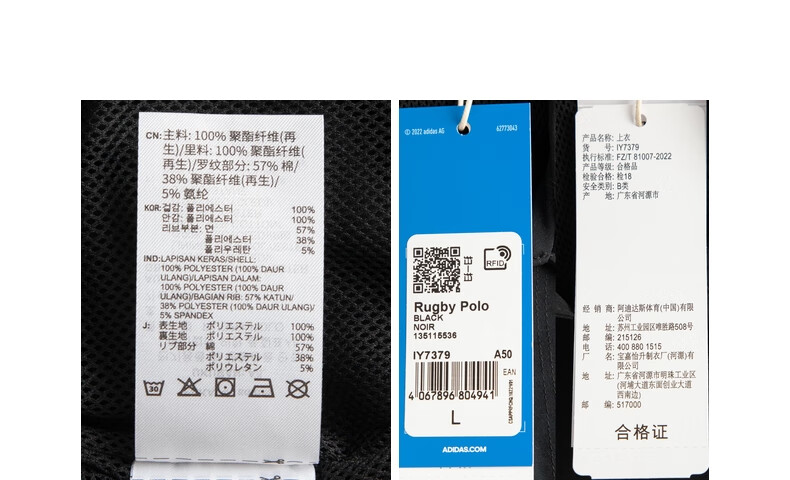 CN:主料: 100% 聚酯纤维(再
生)/里料: 100% 聚酯纤维(
再生)/罗纹部分: 57% 棉/
38% 聚酯纤维(再生)/
5% 氨纶
KOR:겉감: 폴리에스터 100%
안감: 폴리에스터 100%
리브부분: 면 57%
폴리에스터 38%
폴리우레탄 5%
IND:LAPISAN KERAS/SHELL:
100% POLYESTER (100% DAUR
ULANG)/LAPISAN DALAM:
100% POLYESTER (100% DAUR
ULANG)/BAGIAN RIB: 57% KATUN/
38% POLYESTER (100% DAUR ULANG)/
5% SPANDEX
J: 表生地 ポリエステル 100%
裏生地 ポリエステル 100%
リブ部分 綿 57%
ポリエステル 38%
ポリウレタン 5%
30
© 2022 adidas AG 62773043
RFID
Rugby Polo
BLACK
NOIR
135115536
IY7379 A50
EAN
4 067896 804941
L
ADIDAS.COM
产品名称: 上衣
货 号: IY7379
执行标准: FZ/T 81007-2022
产品等级: 合格品
检验合格: 检18
安全类别: B类
产 地: 广东省河源市
经 销 商: 阿迪达斯体育(中国)有限
公司
地 址: 苏州工业园区难胜路508号
邮 编: 215126
电 话: 400 880 1515
厂 名: 宝嘉怡升制衣厂(河源)有
限公司
地 址: 广东省河源市明珠工业区
(河埔大道东面创业大道
西南边)
邮 编: 517000
合格证